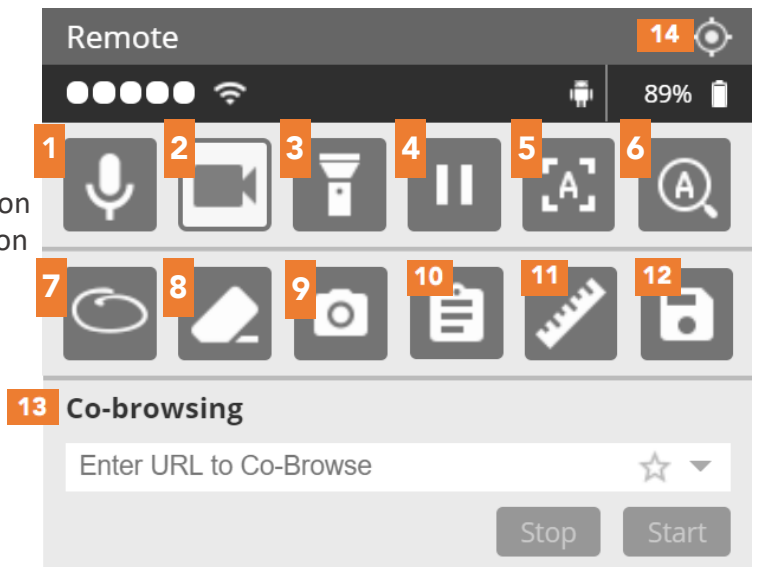 Remote 14
89%
1 2 3 4 5 6
A A
on
on
7 8 9 10 11 12
13 Co-browsing
Enter URL to Co-Browse
Stop Start